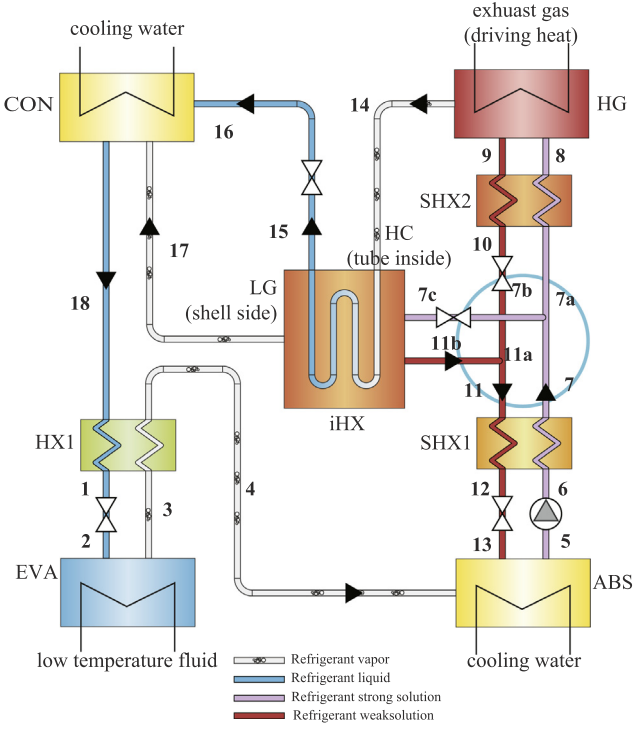 exhuast gas
cooling water
(driving heat)
CON
16
14
HG
9
8
SHX2
10
15
HC
(tube inside)
17
LG
(shell side)
7c
7b
7a
18
11b
11a
11
7
iHX
HX1
SHX1
1
3
4
12
6
2
13
5
EVA
ABS
low temperature fluid
cooling water
Refrigerant vapor
Refrigerant liquid
Refrigerant strong solution
Refrigerant weaksolution